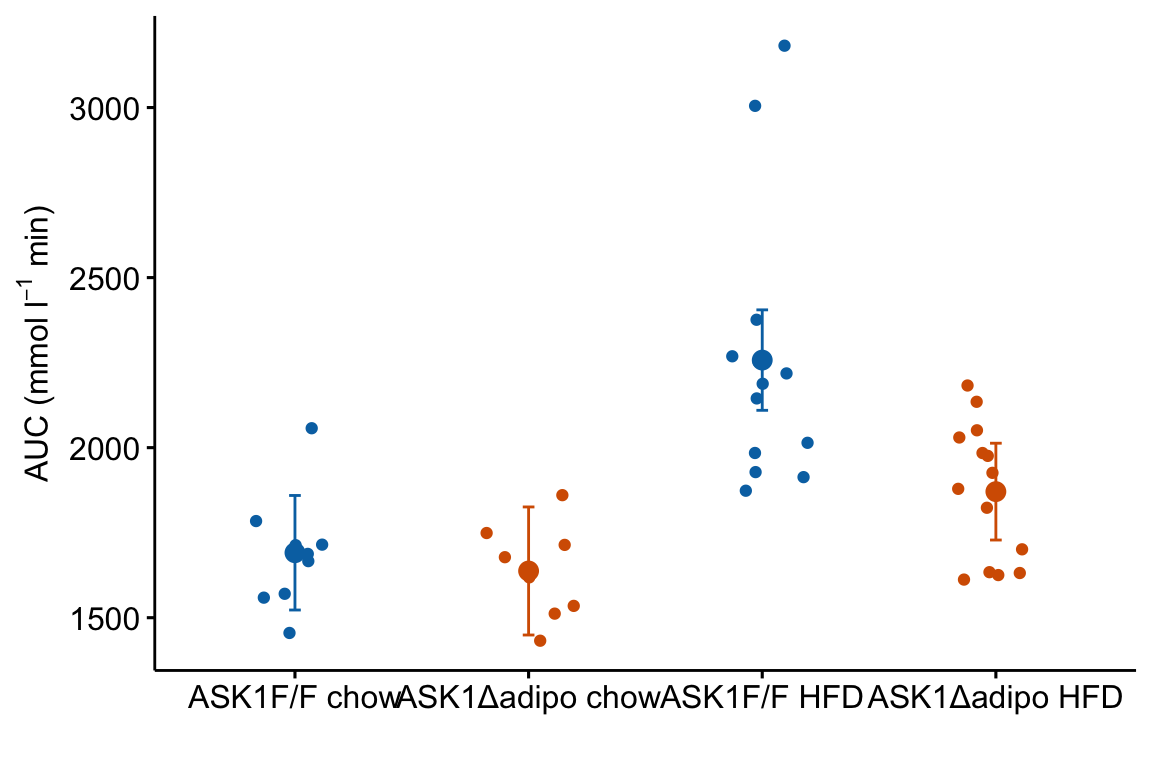 AUC (mmol l⁻¹ min)
3000
2500
2000
1500
ASK1F/F chow ASK1Δadipo chow ASK1F/F HFD ASK1Δadipo HFD